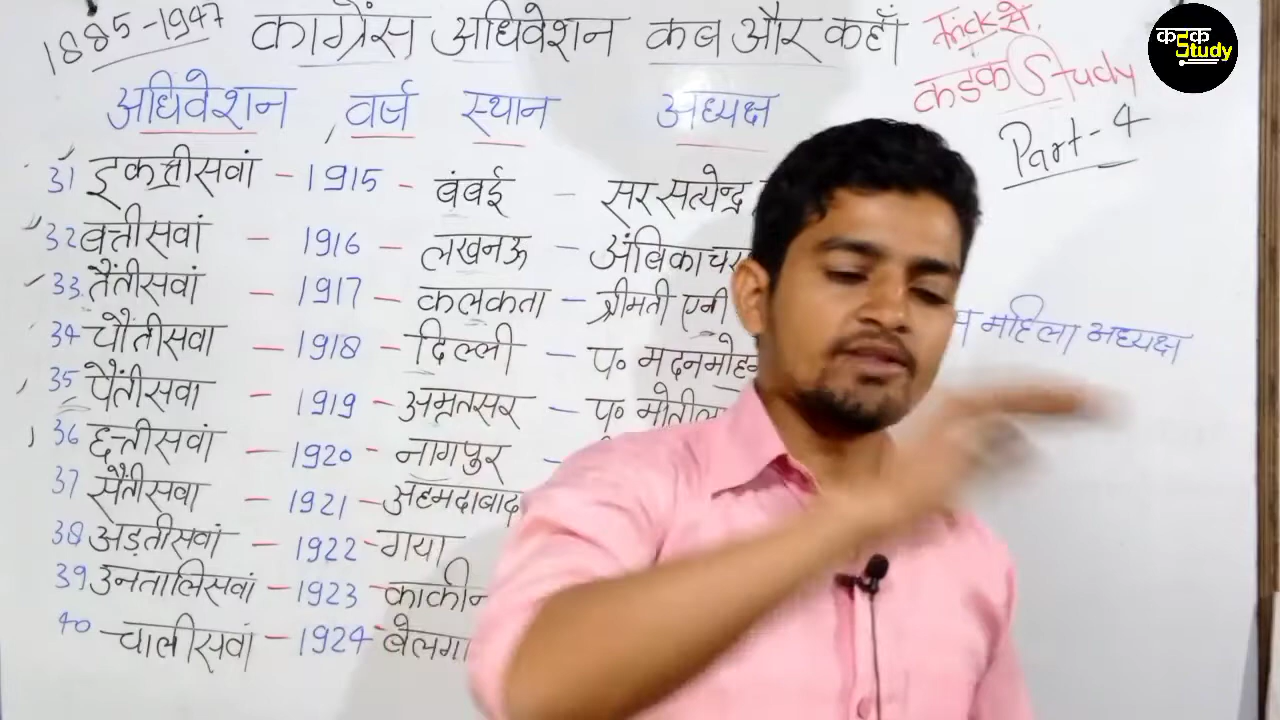 1885-1947 कांग्रेंस अधिवेशन कब और कहाँ
Trick से.
कड़क Study
Part-4
कड़क Study
अधिवेशन , वर्ज स्थान अध्यक्ष
31 इकत्तीसवां - 1915 - बंबई - सर सत्येन्द्र
32 बत्तीसवां - 1916 - लखनऊ - अंबिकाचर
33. तैंतीसवां - 1917 - कलकता - श्रीमती एनी महिला अध्यक्ष
34 चौंतीसवा - 1918 - दिल्ली - प० मदनमोहन
35 पैंतीसवा - 1919 - अमृतसर - प० मोतील
36 छत्तीसवां - 1920 - नागपुर -
37 सैंतीसवा - 1921 - अहमदाबाद
38 अड़तीसवां - 1922 - गया
39 उनतालिसवां - 1923 - काकीन
40 चालीसवां - 1924 - बेलगा